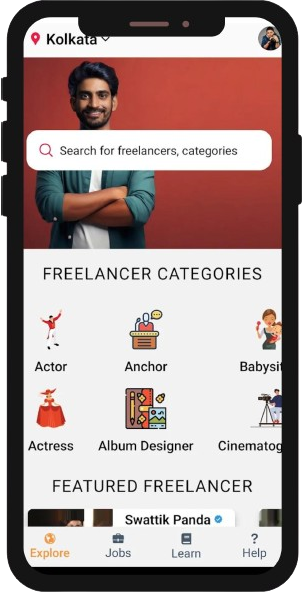 Kolkata
Search for freelancers, categories
FREELANCER CATEGORIES
Actor Anchor Babysit
Actress Album Designer Cinematog
FEATURED FREELANCER
Swattik Panda
Explore Jobs Learn Help